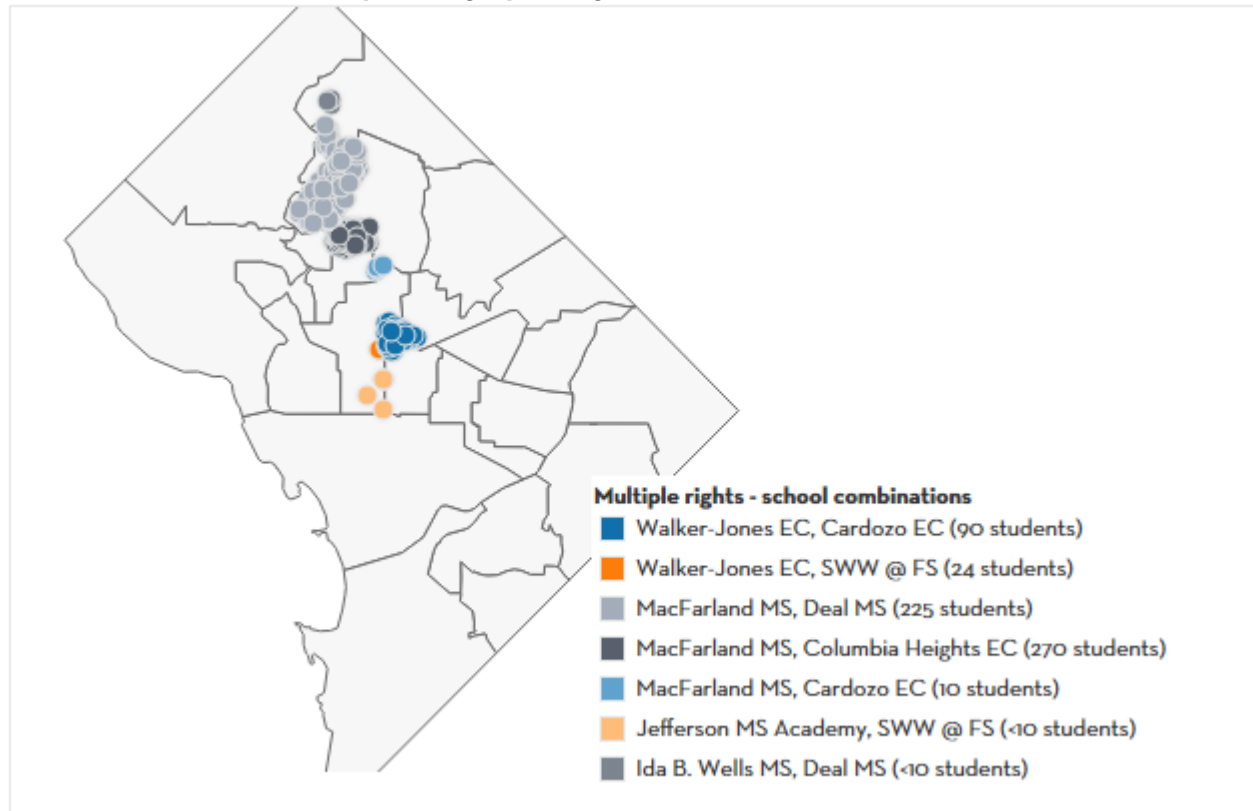 Multiple rights - school combinations
Walker-Jones EC, Cardozo EC (90 students)
Walker-Jones EC, SWW @ FS (24 students)
MacFarland MS, Deal MS (225 students)
MacFarland MS, Columbia Heights EC (270 students)
MacFarland MS, Cardozo EC (10 students)
Jefferson MS Academy, SWW @ FS (<10 students)
Ida B. Wells MS, Deal MS (<10 students)